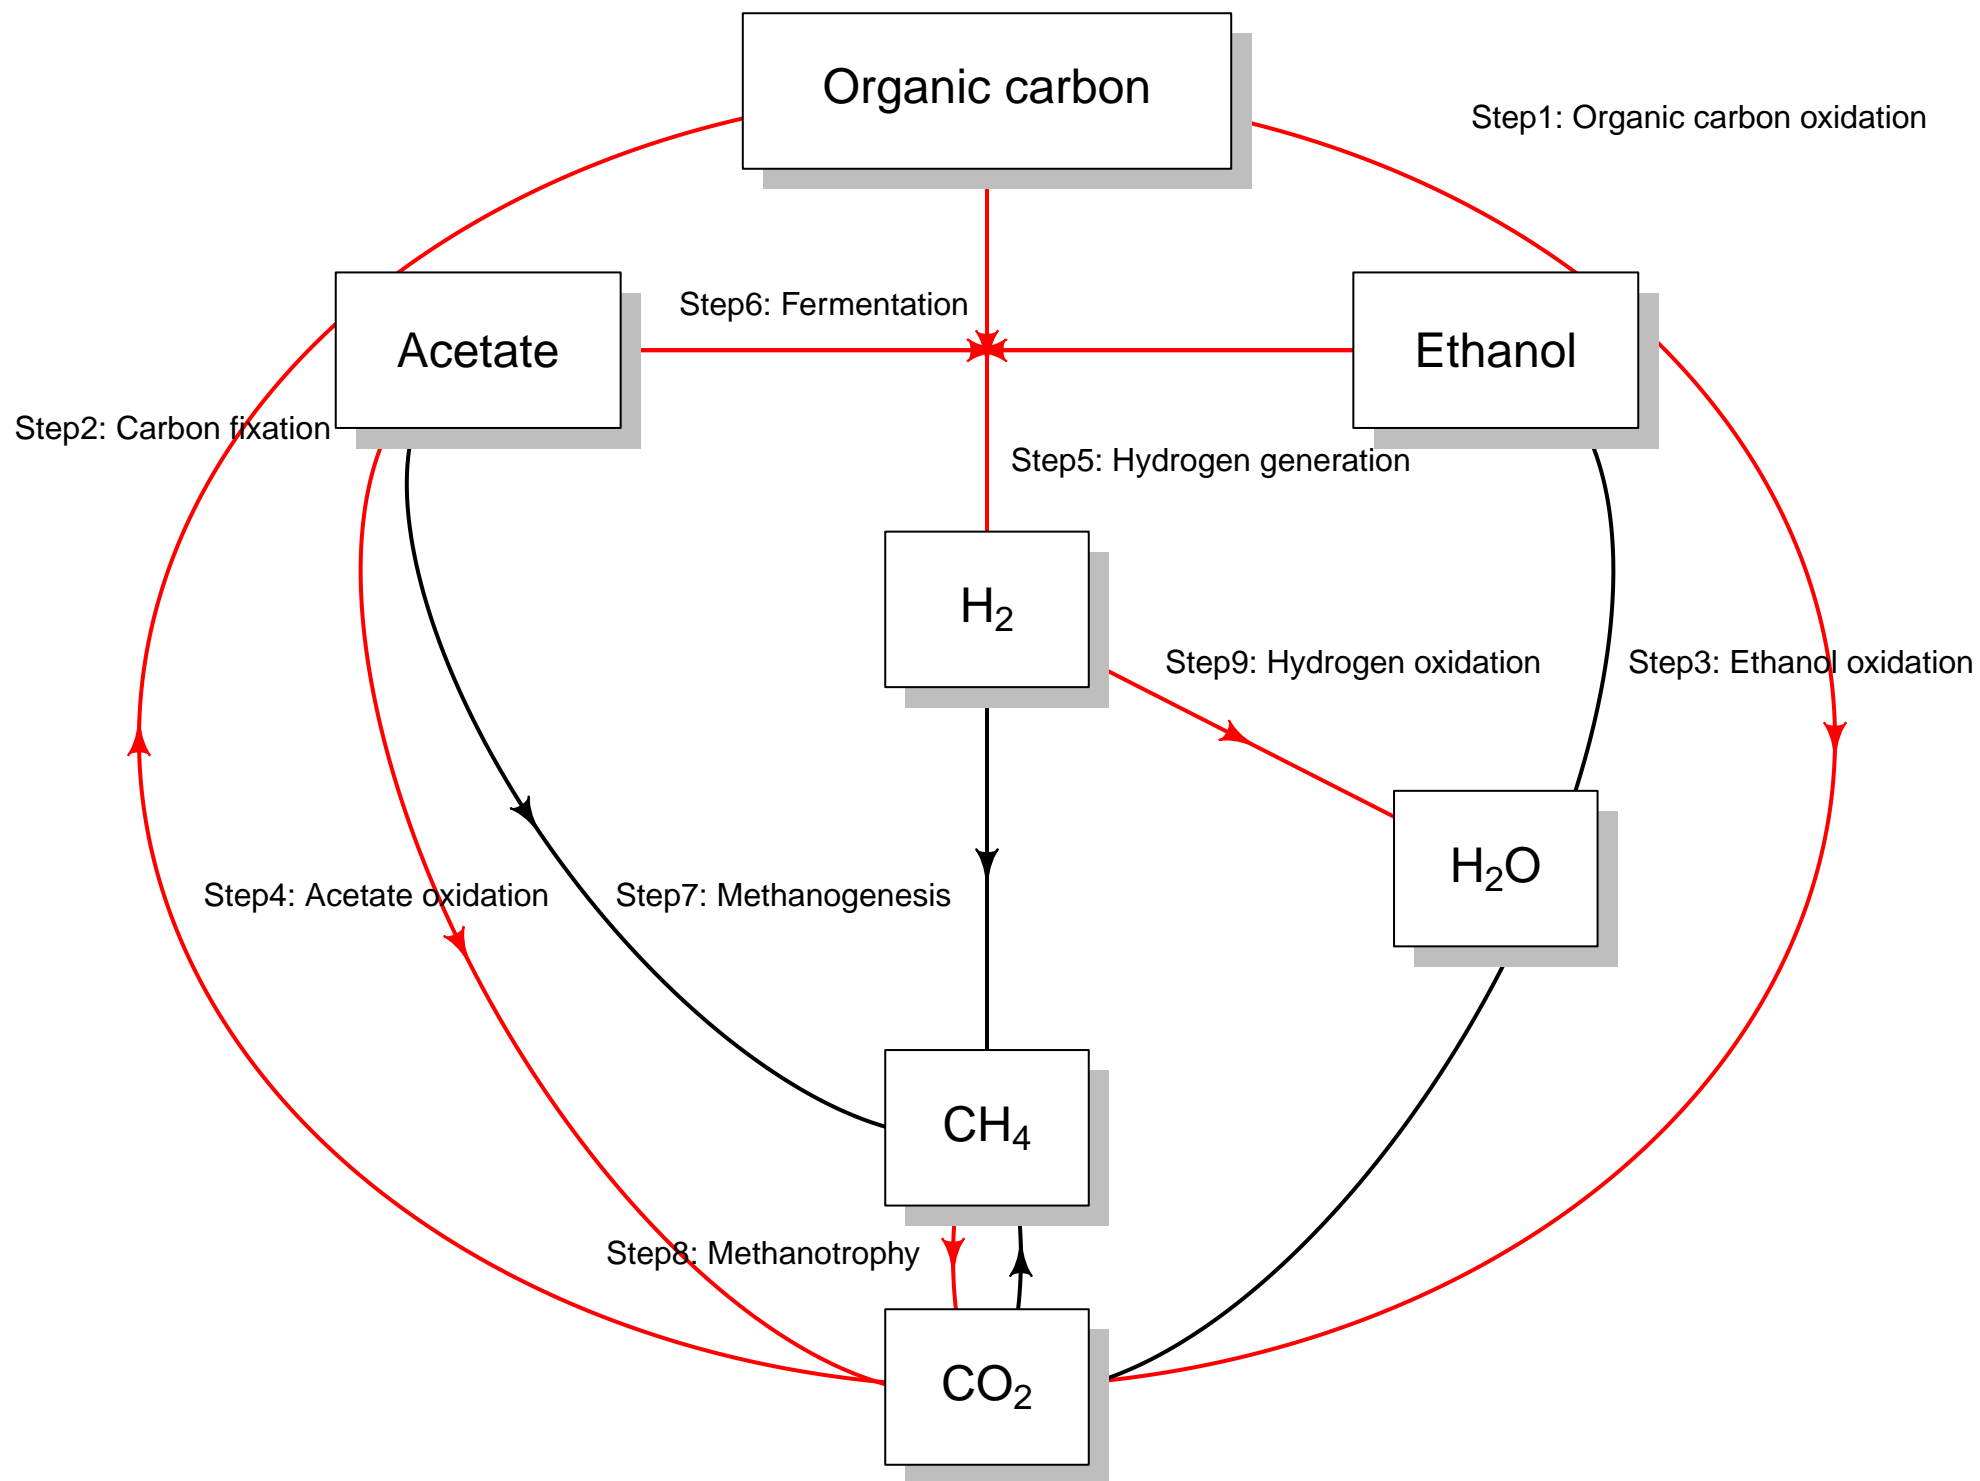 Organic carbon
Step1: Organic carbon oxidation
Step6: Fermentation
Acetate
Ethanol
Step2: Carbon fixation
Step5: Hydrogen generation
H₂
Step9: Hydrogen oxidation
Step3: Ethanol oxidation
H₂O
Step4: Acetate oxidation
Step7: Methanogenesis
CH₄
Step8: Methanotrophy
CO₂